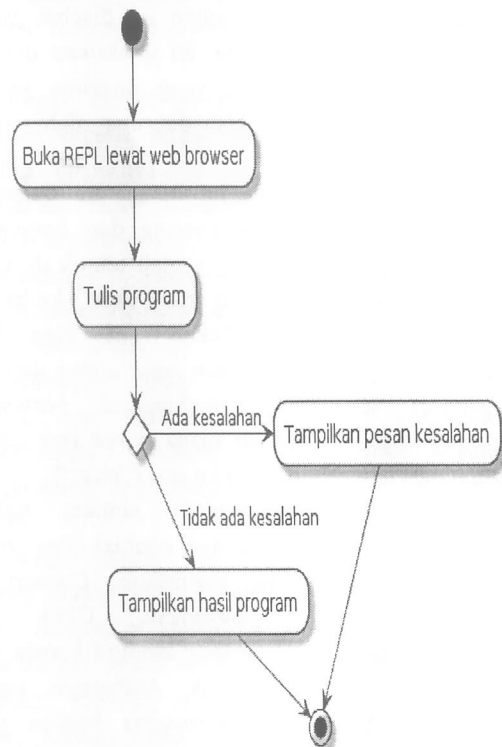 Buka REPL lewat web browser
Tulis program
Ada kesalahan
Tampilkan pesan kesalahan
Tidak ada kesalahan
Tampilkan hasil program